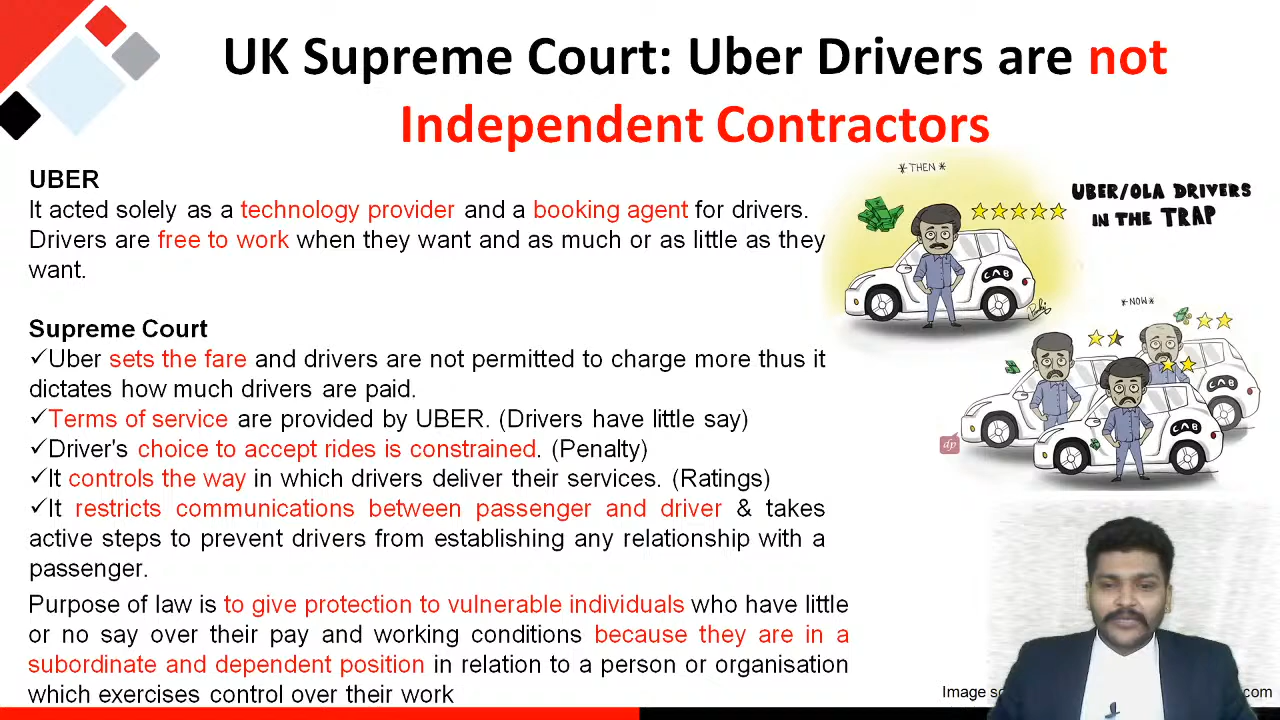 UK Supreme Court: Uber Drivers are not
Independent Contractors
UBER
It acted solely as a technology provider and a booking agent for drivers.
Drivers are free to work when they want and as much or as little as they
want.
Supreme Court
✓Uber sets the fare and drivers are not permitted to charge more thus it
dictates how much drivers are paid.
✓Terms of service are provided by UBER. (Drivers have little say)
✓Driver's choice to accept rides is constrained. (Penalty)
✓It controls the way in which drivers deliver their services. (Ratings)
✓It restricts communications between passenger and driver & takes
active steps to prevent drivers from establishing any relationship with a
passenger.
Purpose of law is to give protection to vulnerable individuals who have little
or no say over their pay and working conditions because they are in a
subordinate and dependent position in relation to a person or organisation
which exercises control over their work
*THEN*
UBER/OLA DRIVERS
IN THE TRAP
CAB
*NOW*
CAB
CAB
dp
Image
com